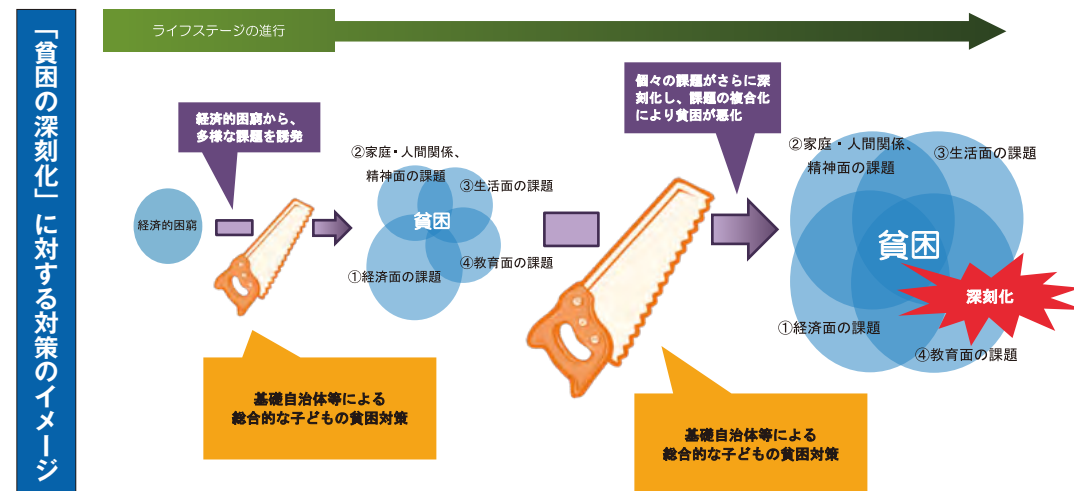 「貧困の深刻化」に対する対策のイメージ
ライフステージの進行
経済的困窮から、
多様な課題を誘発
個々の課題がさらに深
刻化し、課題の複合化
により貧困が悪化
経済的困窮
②家庭・人間関係、
精神面の課題
③生活面の課題
貧困
④教育面の課題
①経済面の課題
②家庭・人間関係、
精神面の課題
③生活面の課題
貧困
深刻化
①経済面の課題
④教育面の課題
基礎自治体等による
総合的な子どもの貧困対策
基礎自治体等による
総合的な子どもの貧困対策